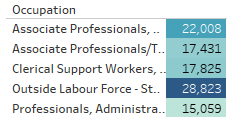 Occupation
Associate Professionals, .. 22,008
Associate Professionals/T.. 17,431
Clerical Support Workers, .. 17,825
Outside Labour Force - St.. 28,823
Professionals, Administra.. 15,059